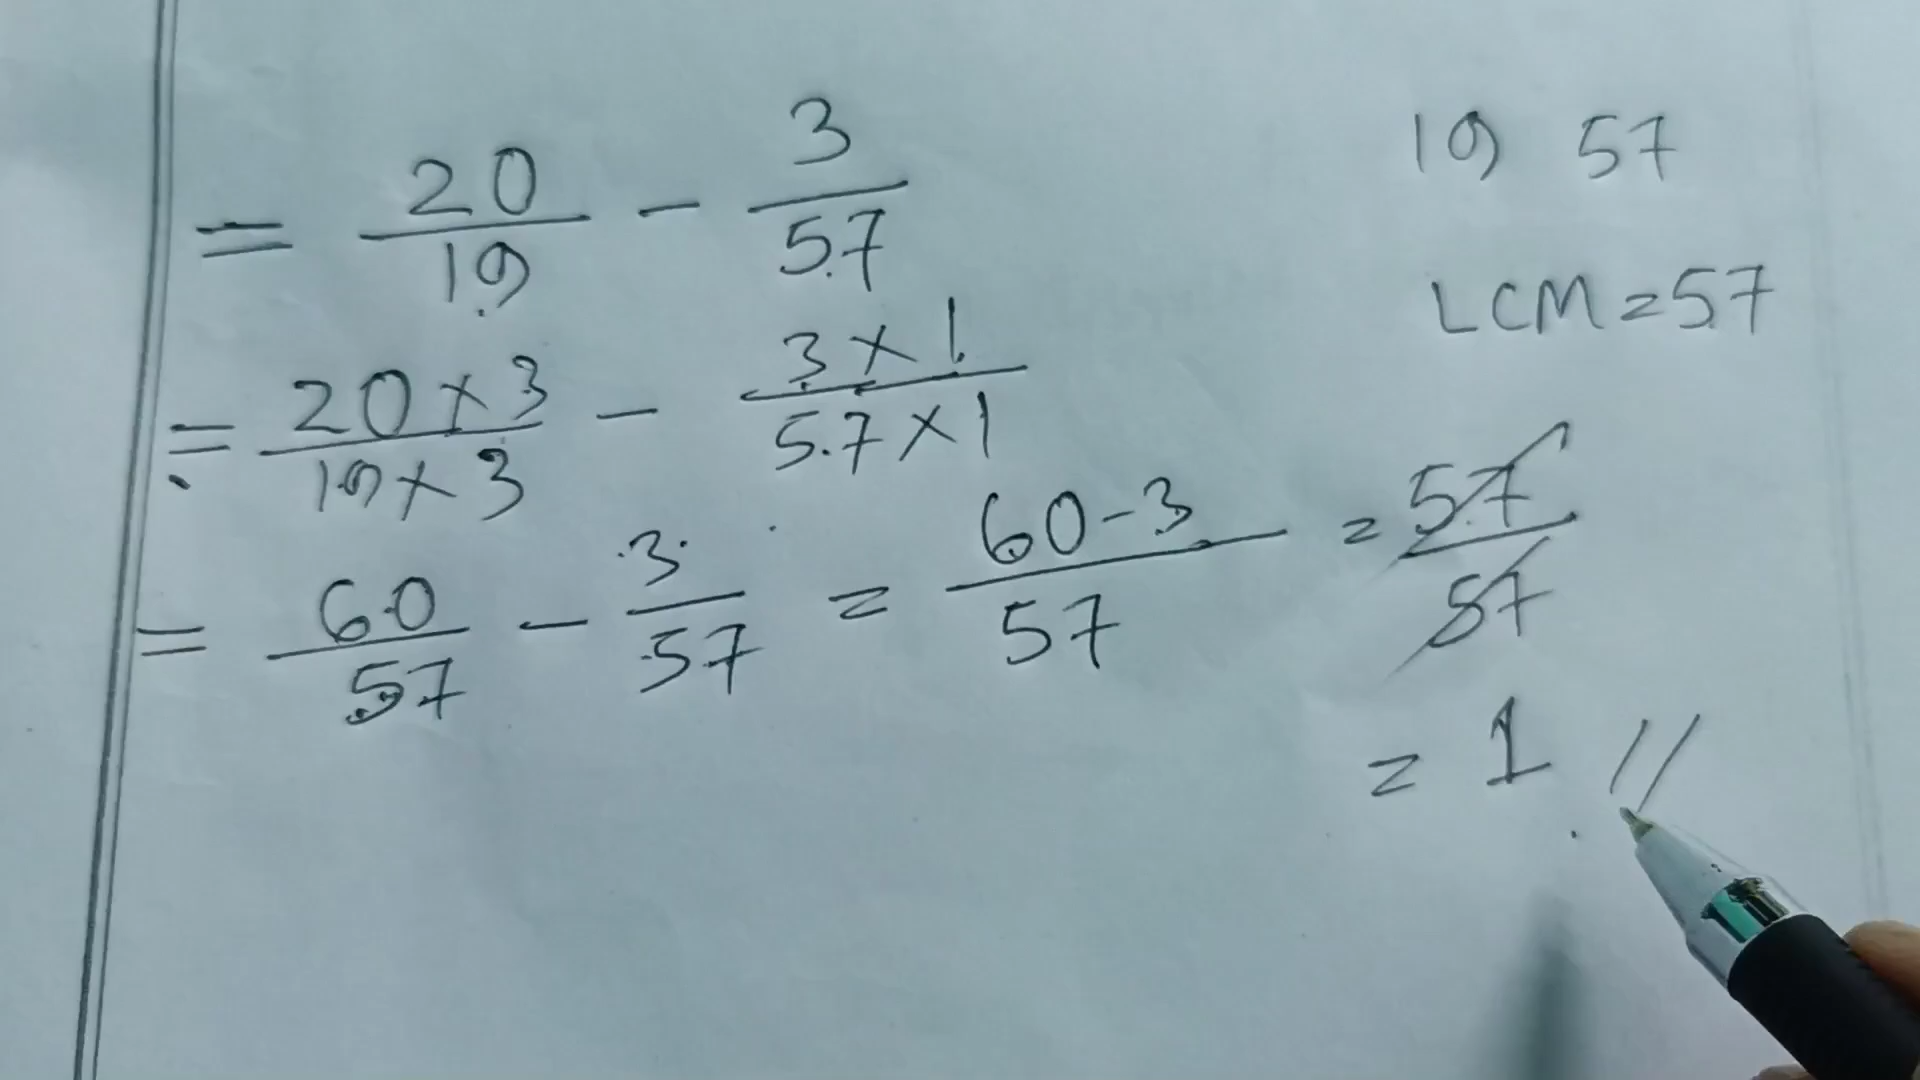 = 20/19 - 3/57
= 20 × 3/19 × 3 - 3 × 1/57 × 1
= 60/57 - 3/57 = 60 - 3/57 = 57/57
= 1 //
19 57
LCM = 57